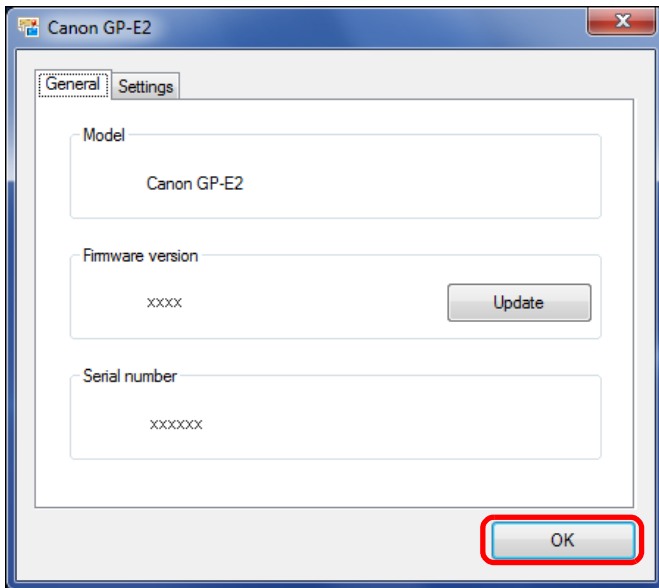 Canon GP-E2
General Settings
Model
Canon GP-E2
Firmware version
xxxx Update
Serial number
xxxxxx
OK